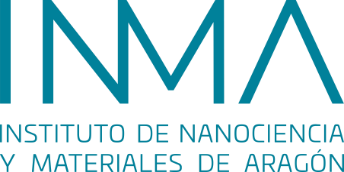 INMA
INSTITUTO DE NANOCIENCIA
Y MATERIALES DE ARAGÓN